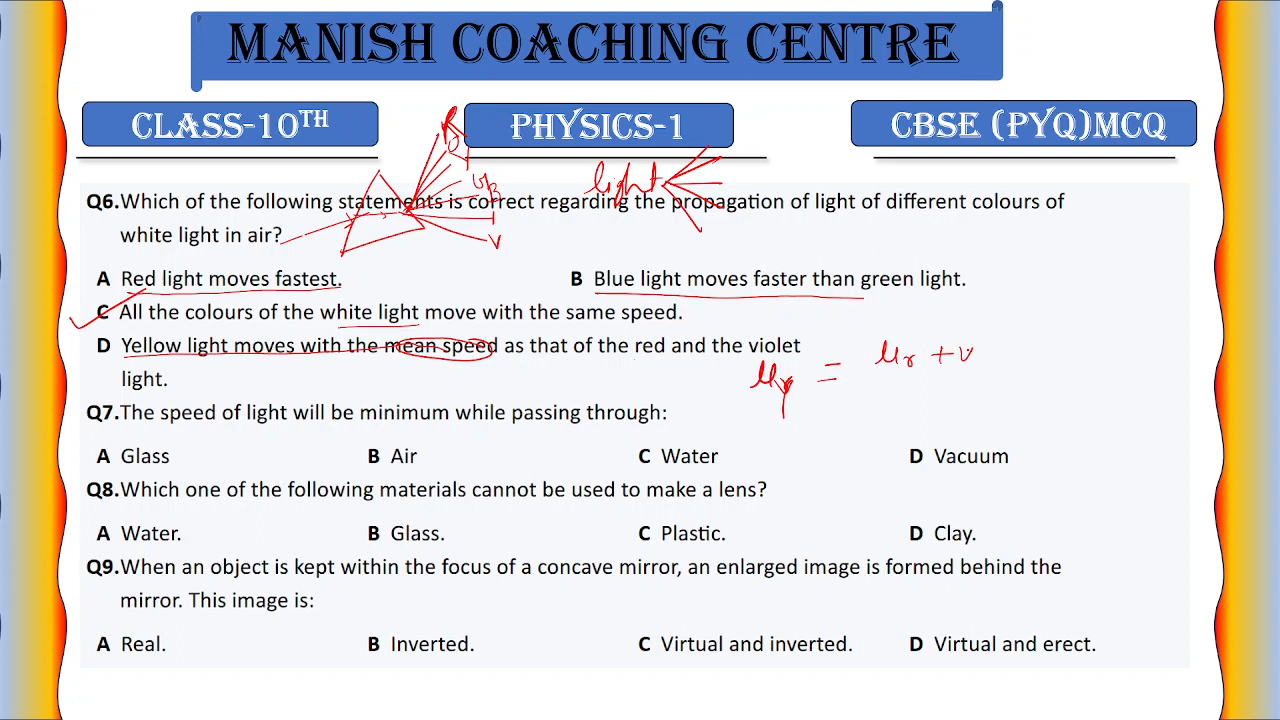 MANISH COACHING CENTRE
CLASS-10TH
PHYSICS-1
CBSE (PYQ)MCQ
R
O
Y
G
B
I
V
light
Q6.Which of the following statements is correct regarding the propagation of light of different colours of
white light in air?
A Red light moves fastest.
B Blue light moves faster than green light.
C All the colours of the white light move with the same speed.
D Yellow light moves with the mean speed as that of the red and the violet
light.
μy = μr + v
Q7.The speed of light will be minimum while passing through:
A Glass
B Air
C Water
D Vacuum
Q8.Which one of the following materials cannot be used to make a lens?
A Water.
B Glass.
C Plastic.
D Clay.
Q9.When an object is kept within the focus of a concave mirror, an enlarged image is formed behind the
mirror. This image is:
A Real.
B Inverted.
C Virtual and inverted.
D Virtual and erect.